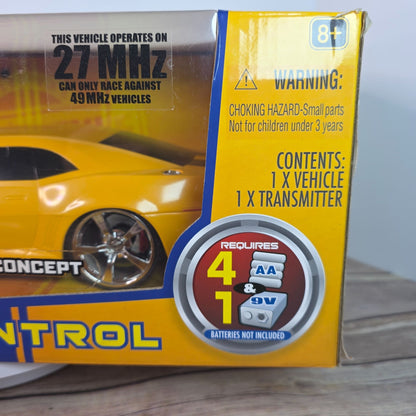 THIS VEHICLE OPERATES ON
27 MHz
CAN ONLY RACE AGAINST
49 MHz VEHICLES
8+
WARNING:
CHOKING HAZARD-Small parts
Not for children under 3 years
CONTENTS:
1 X VEHICLE
1 X TRANSMITTER
CONCEPT
REQUIRES
4 AA
&
1 9V
BATTERIES NOT INCLUDED
NTROL